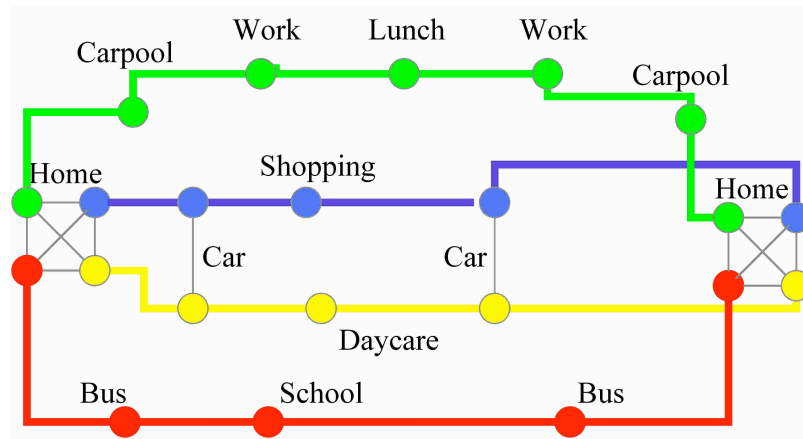 Work
Lunch
Work
Carpool
Carpool
Home
Shopping
Home
Car
Car
Daycare
Bus
School
Bus